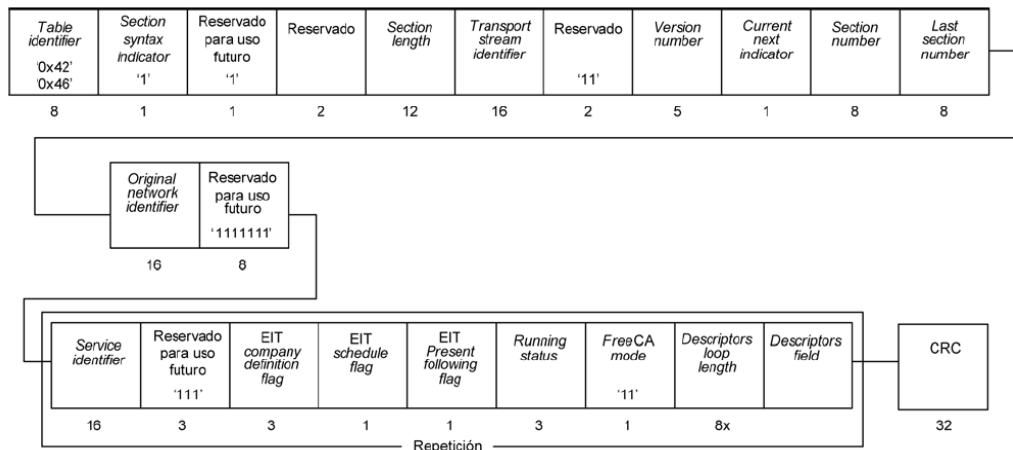 Table identifier '0x42' '0x46'
Section syntax indicator '1'
Reservado para uso futuro '1'
Reservado
Section length
Transport stream identifier
Reservado '11'
Version number
Current next indicator
Section number
Last section number
8 1 1 2 12 16 2 5 1 8 8
Original network identifier
Reservado para uso futuro '1111111'
16 8
Service identifier
Reservado para uso futuro '111'
EIT company definition flag
EIT schedule flag
EIT Present following flag
Running status
FreeCA mode '11'
Descriptors loop length
Descriptors field
CRC
16 3 3 1 1 3 1 8x 32
Repetición